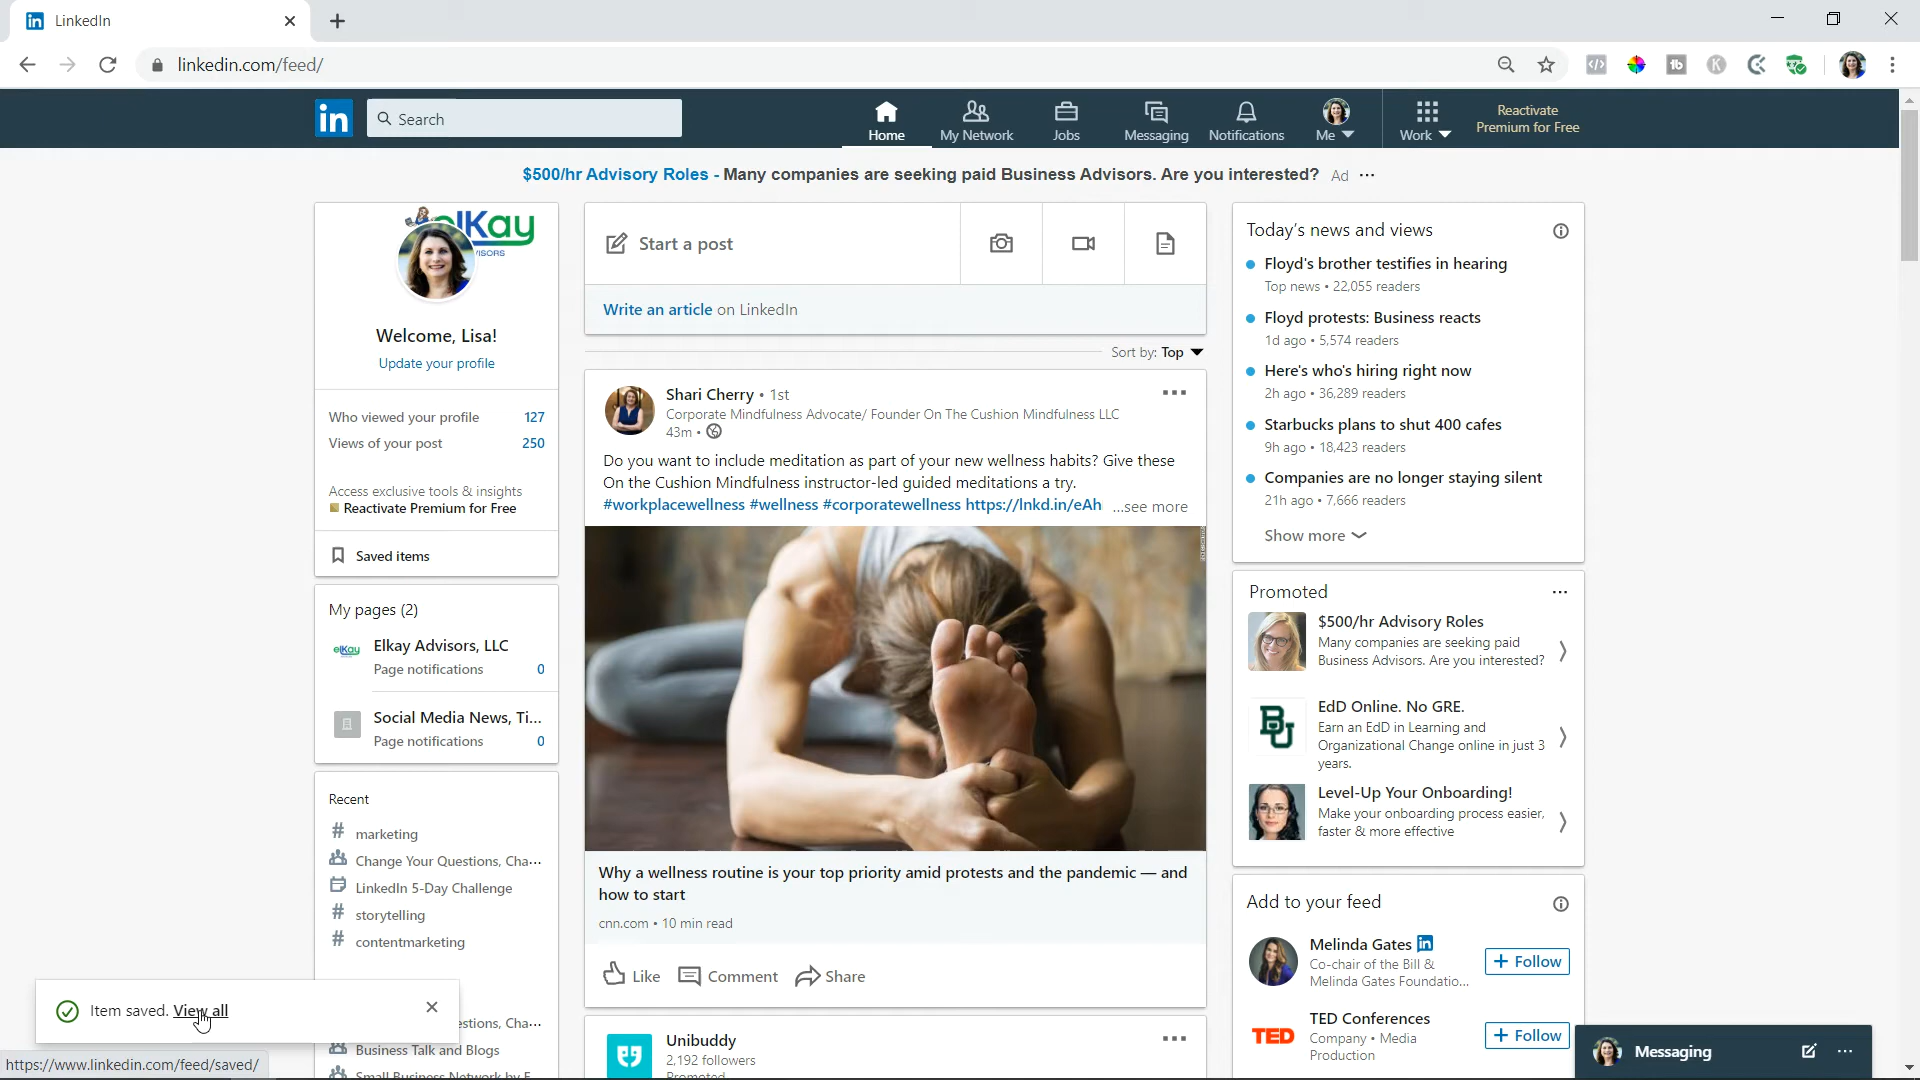 LinkedIn
linkedin.com/feed/
Search
Home
My Network
Jobs
Messaging
Notifications
Me
Work
Reactivate
Premium for Free
$500/hr Advisory Roles - Many companies are seeking paid Business Advisors. Are you interested? Ad
elKay
Welcome, Lisa!
Update your profile
Who viewed your profile 127
Views of your post 250
Access exclusive tools & insights
Reactivate Premium for Free
Saved items
My pages (2)
Elkay Advisors, LLC
Page notifications 0
Social Media News, Ti...
Page notifications 0
Recent
# marketing
Change Your Questions, Cha...
LinkedIn 5-Day Challenge
# storytelling
# contentmarketing
estions, Cha...
Business Talk and Blogs
Small Business Network by E
Item saved. View all
https://www.linkedin.com/feed/saved/
Start a post
Write an article on LinkedIn
Sort by: Top
Shari Cherry • 1st
Corporate Mindfulness Advocate/ Founder On The Cushion Mindfulness LLC
43m •
Do you want to include meditation as part of your new wellness habits? Give these
On the Cushion Mindfulness instructor-led guided meditations a try.
#workplacewellness #wellness #corporatewellness https://lnkd.in/eAh ...see more
Why a wellness routine is your top priority amid protests and the pandemic — and
how to start
cnn.com • 10 min read
Like
Comment
Share
Unibuddy
2,192 followers
Promoted
Today's news and views
Floyd's brother testifies in hearing
Top news • 22,055 readers
Floyd protests: Business reacts
1d ago • 5,574 readers
Here's who's hiring right now
2h ago • 36,289 readers
Starbucks plans to shut 400 cafes
9h ago • 18,423 readers
Companies are no longer staying silent
21h ago • 7,666 readers
Show more
Promoted
$500/hr Advisory Roles
Many companies are seeking paid
Business Advisors. Are you interested?
BU
EdD Online. No GRE.
Earn an EdD in Learning and
Organizational Change online in just 3
years.
Level-Up Your Onboarding!
Make your onboarding process easier,
faster & more effective
Add to your feed
Melinda Gates in
Co-chair of the Bill &
Melinda Gates Foundatio...
+ Follow
TED
TED Conferences
Company • Media
Production
+ Follow
Messaging